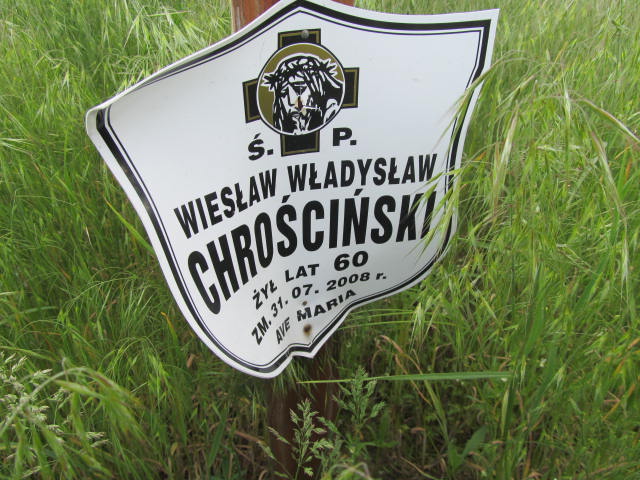 Ś. P.
WIESŁAW WŁADYSŁAW
CHROŚCIŃSKI
ŻYŁ LAT 60
ZM. 31. 07. 2008 r.
AVE MARIA